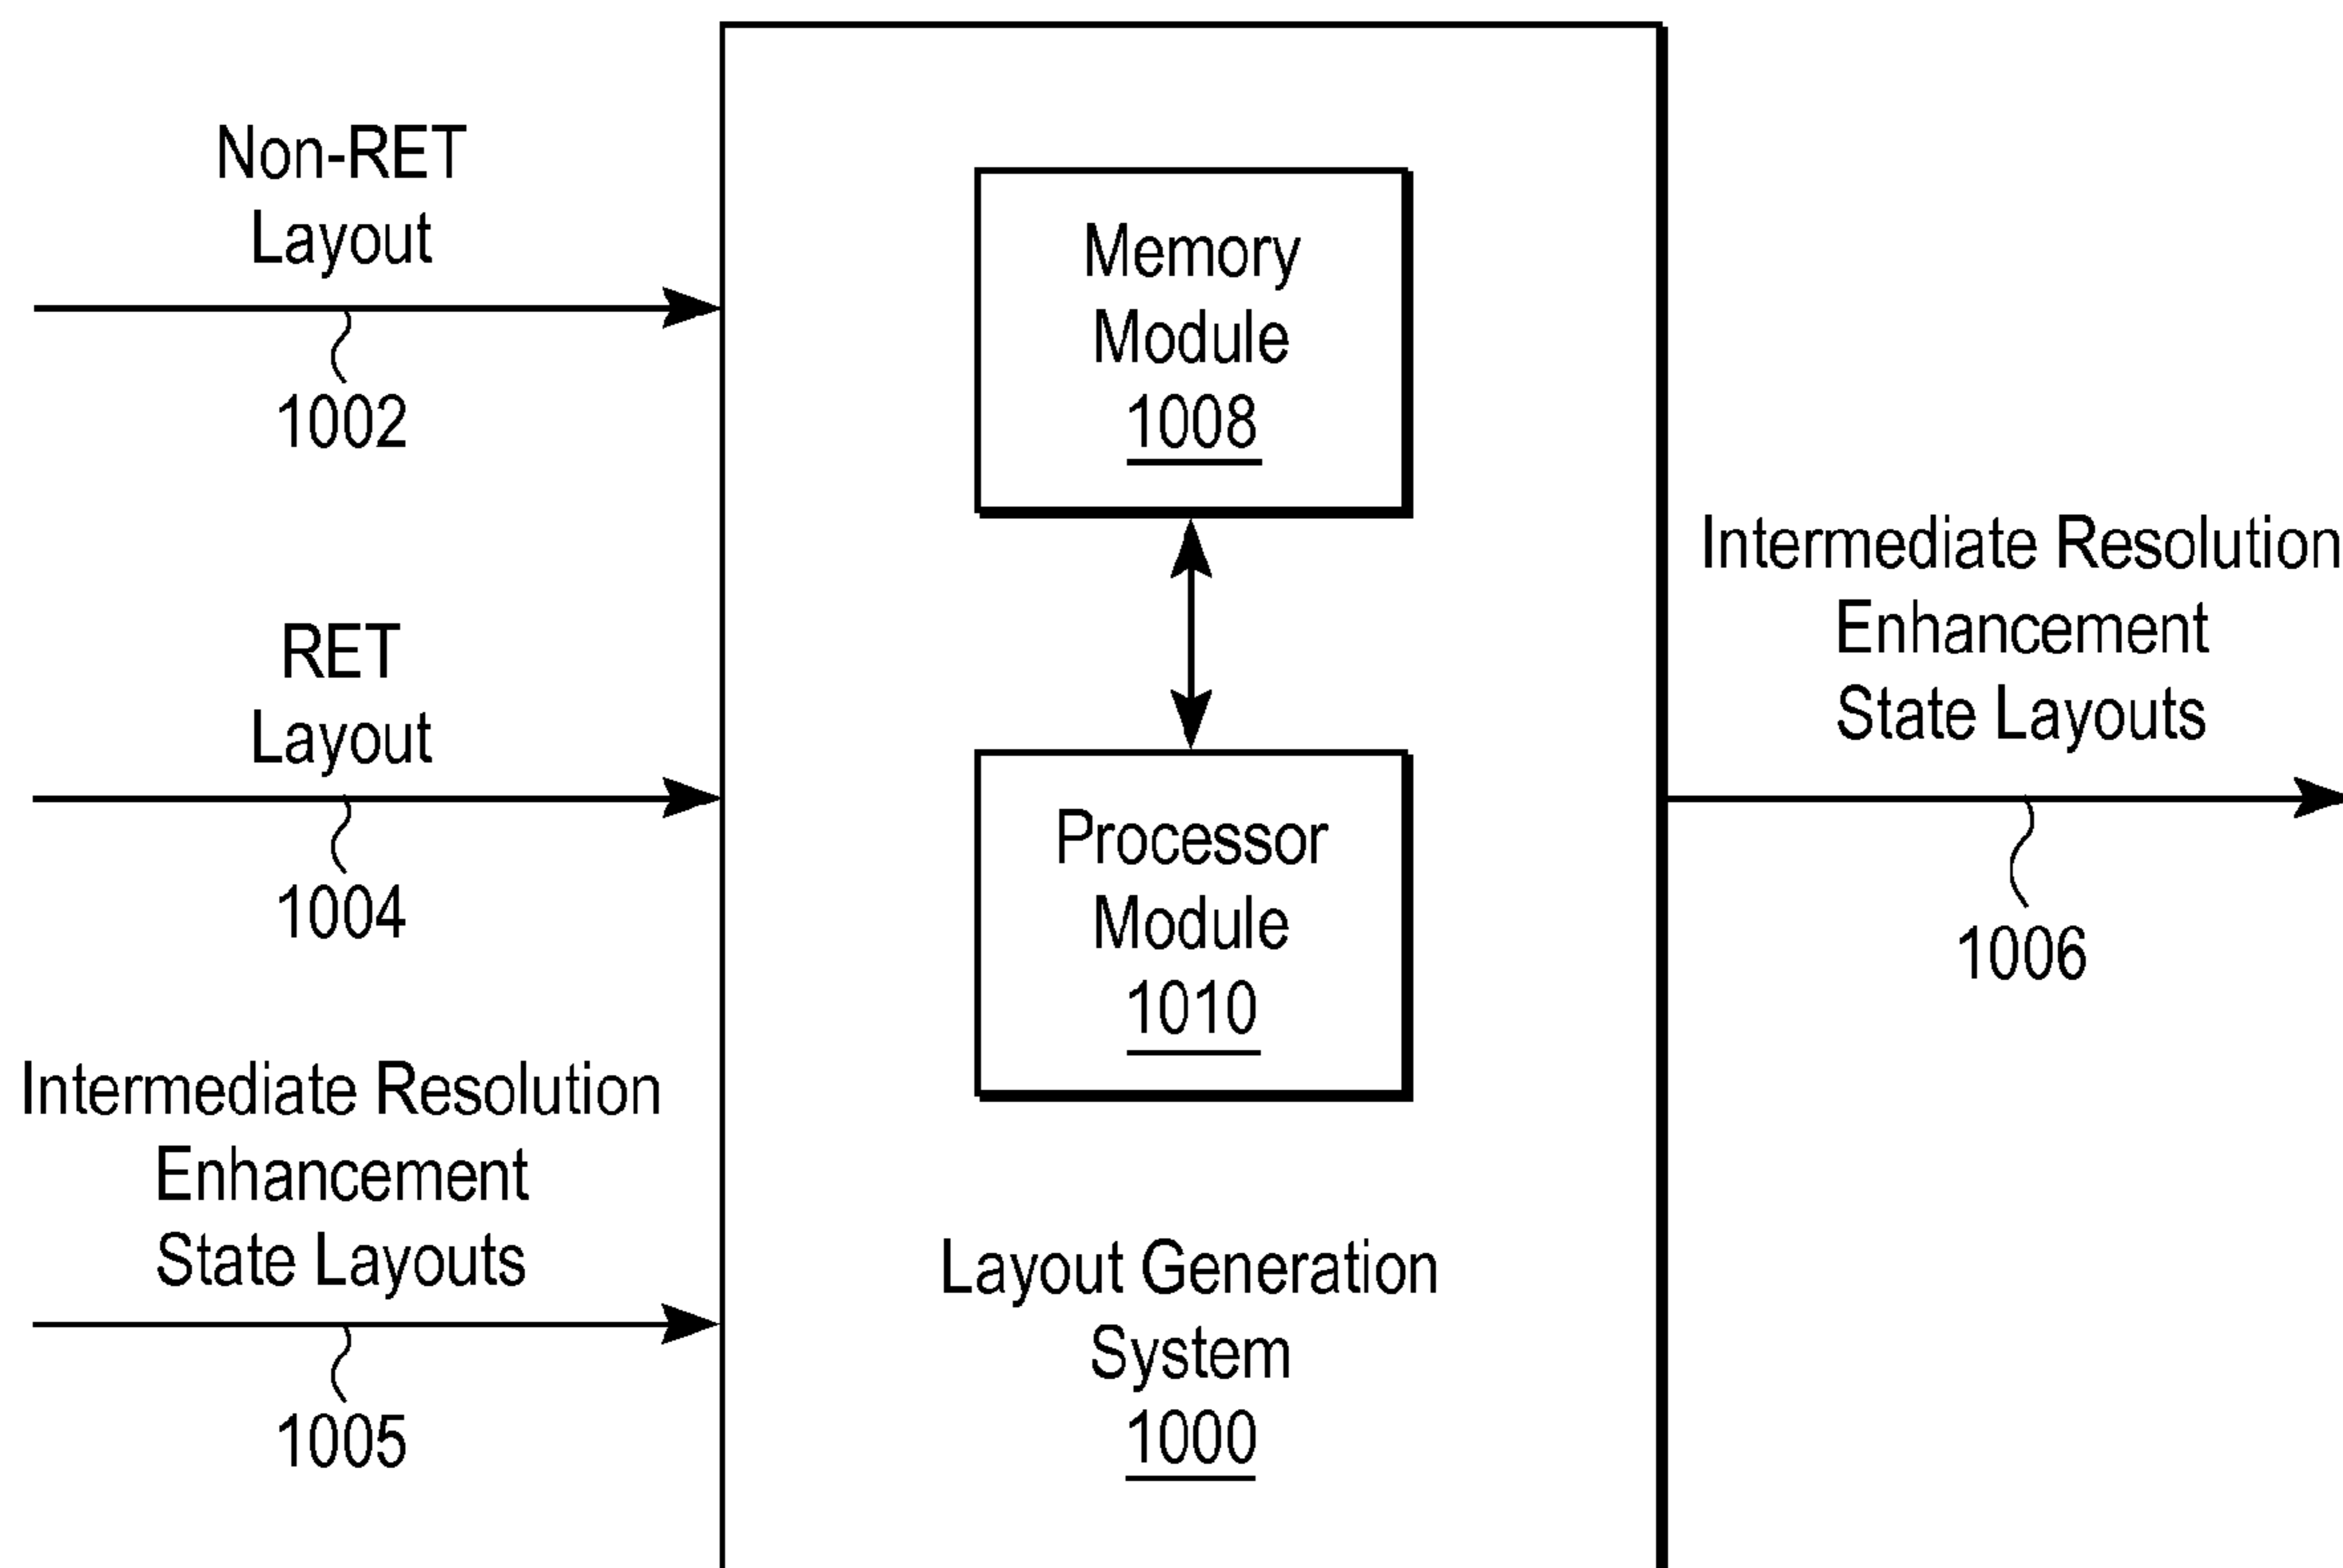 Non-RET
Layout
1002
RET
Layout
1004
Intermediate Resolution
Enhancement
State Layouts
1005
Memory
Module
1008
Processor
Module
1010
Layout Generation
System
1000
Intermediate Resolution
Enhancement
State Layouts
1006